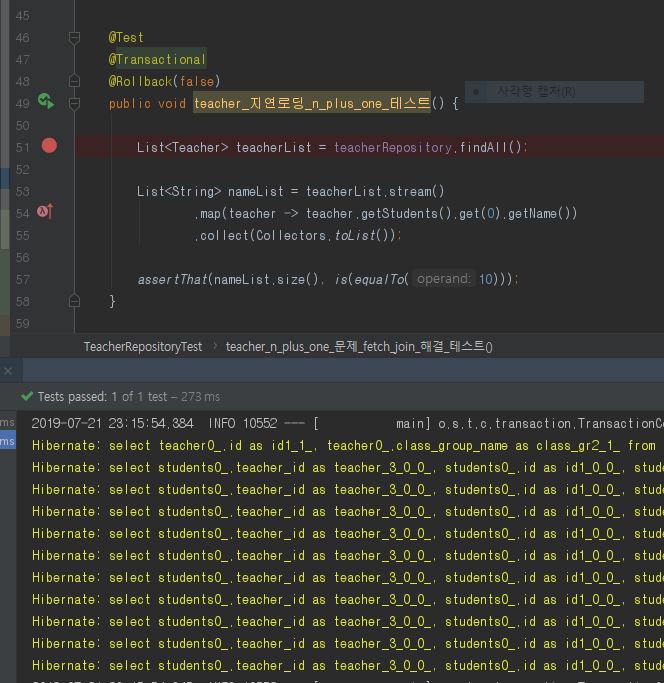 45
46
@Test
47
@Transactional
48
@Rollback(false)
사각형 캡처(R)
49
public void teacher_지연로딩_n_plus_one_테스트() {
50
51
List<Teacher> teacherList = teacherRepository.findAll();
52
53
List<String> nameList = teacherList.stream()
54
.map(teacher -> teacher.getStudents().get(0).getName())
55
.collect(Collectors.toList());
56
57
assertThat(nameList.size(), is(equalTo( operand: 10)));
58
}
59
TeacherRepositoryTest › teacher_n_plus_one_문제_fetch_join_해결_테스트()
Tests passed: 1 of 1 test – 273 ms
ms
2019-07-21 23:15:54.384 INFO 10552 --- [ main] o.s.t.c.transaction.TransactionCo
ms
Hibernate: select teacher0_.id as id1_1_, teacher0_.class_group_name as class_gr2_1_ from
Hibernate: select students0_.teacher_id as teacher_3_0_0_, students0_.id as id1_0_0_, stude
Hibernate: select students0_.teacher_id as teacher_3_0_0_, students0_.id as id1_0_0_, stude
Hibernate: select students0_.teacher_id as teacher_3_0_0_, students0_.id as id1_0_0_, stude
Hibernate: select students0_.teacher_id as teacher_3_0_0_, students0_.id as id1_0_0_, stude
Hibernate: select students0_.teacher_id as teacher_3_0_0_, students0_.id as id1_0_0_, stude
Hibernate: select students0_.teacher_id as teacher_3_0_0_, students0_.id as id1_0_0_, stude
Hibernate: select students0_.teacher_id as teacher_3_0_0_, students0_.id as id1_0_0_, stude
Hibernate: select students0_.teacher_id as teacher_3_0_0_, students0_.id as id1_0_0_, stude
Hibernate: select students0_.teacher_id as teacher_3_0_0_, students0_.id as id1_0_0_, stude
Hibernate: select students0_.teacher_id as teacher_3_0_0_, students0_.id as id1_0_0_, stude